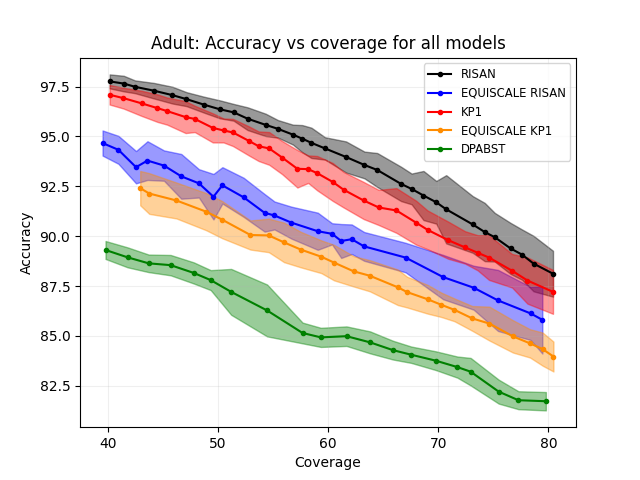 Adult: Accuracy vs coverage for all models
RISAN
EQUISCALE RISAN
KP1
EQUISCALE KP1
DPABST
Accuracy
97.5
95.0
92.5
90.0
87.5
85.0
82.5
40 50 60 70 80
Coverage